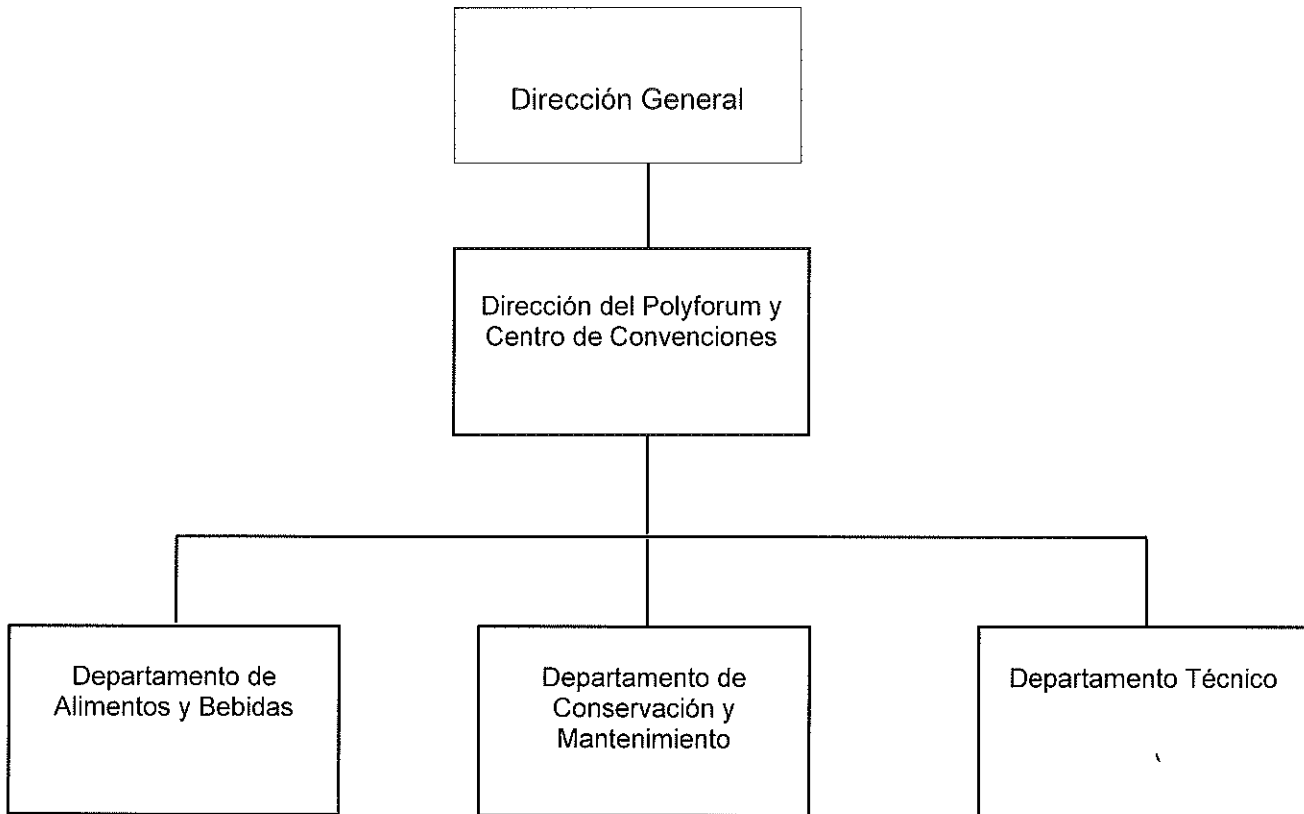 Dirección General
Dirección del Polyforum y
Centro de Convenciones
Departamento de
Alimentos y Bebidas
Departamento de
Conservación y
Mantenimiento
Departamento Técnico